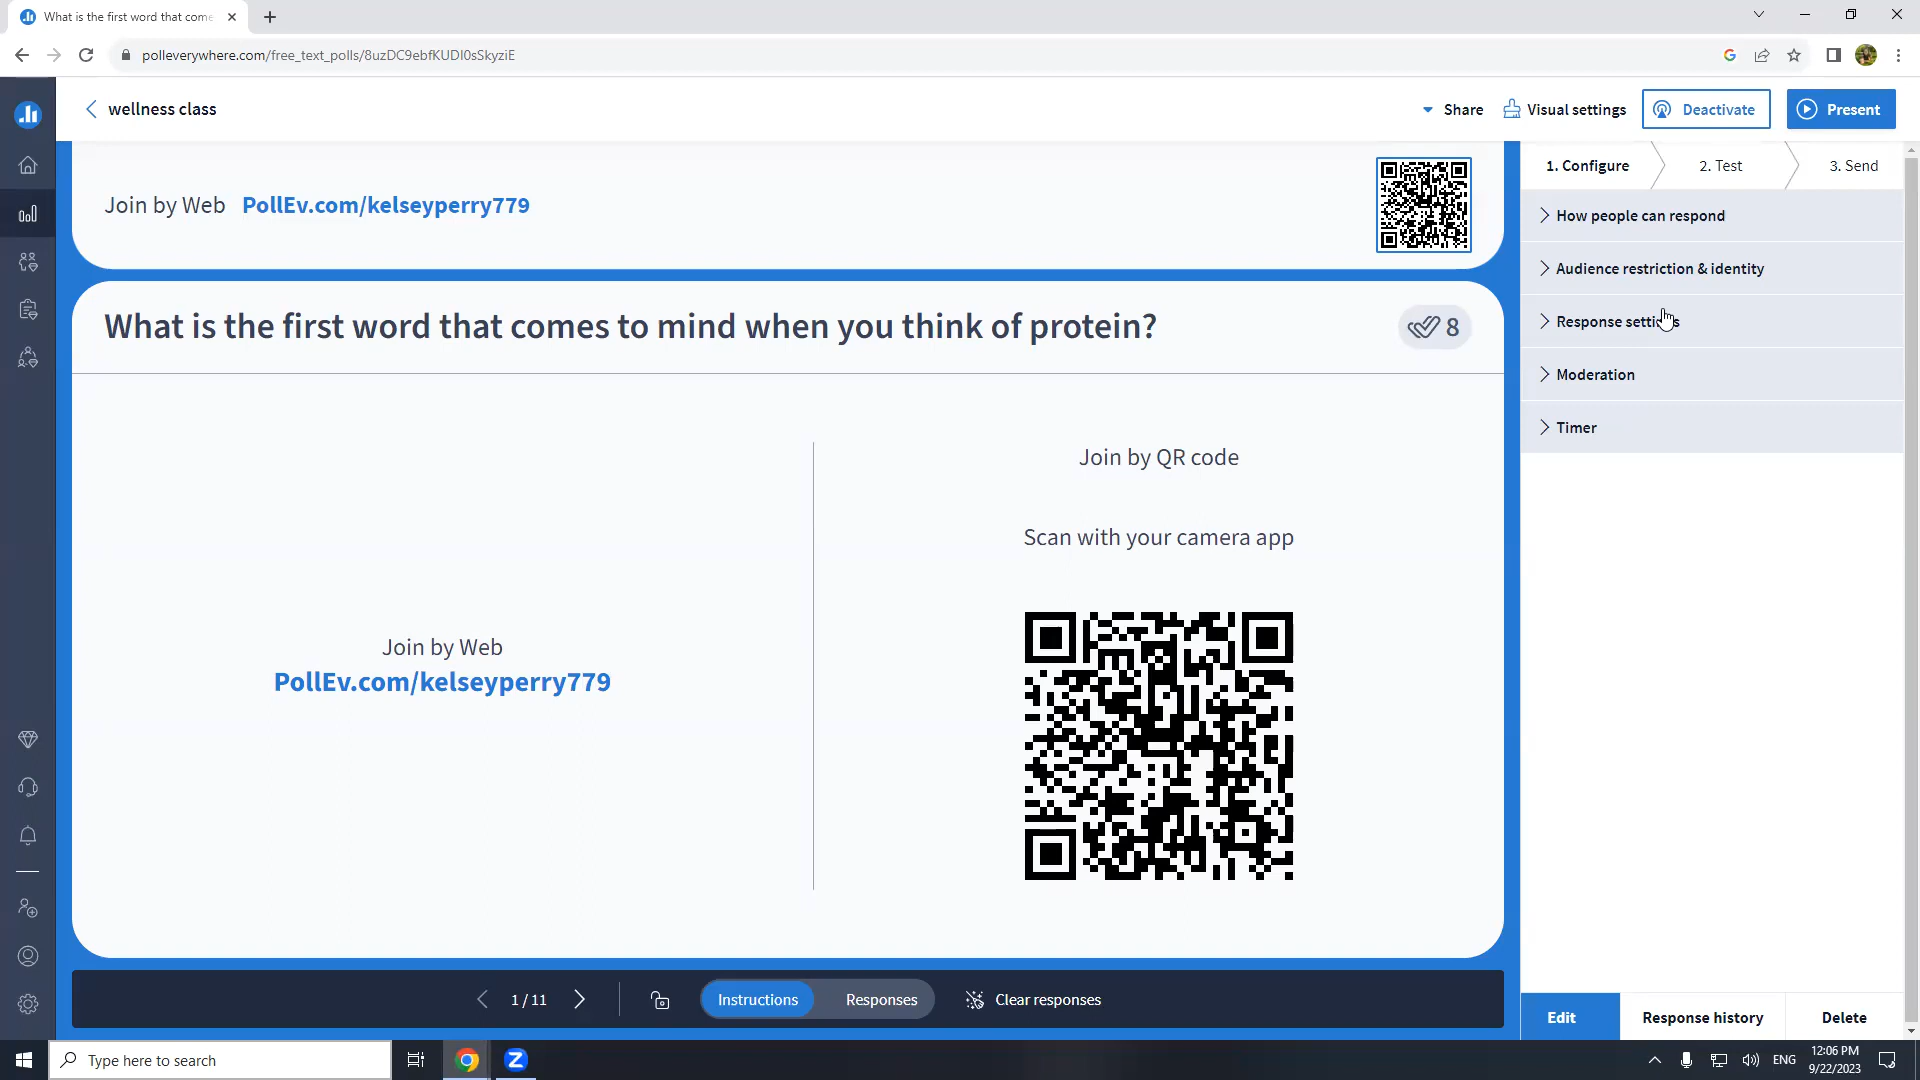 What is the first word that come
polleverywhere.com/free_text_polls/8uzDC9ebfKUDI0sSkyziE
wellness class
Share
Visual settings
Deactivate
Present
1. Configure
2. Test
3. Send
Join by Web PollEv.com/kelseyperry779
How people can respond
Audience restriction & identity
Response settings
Moderation
Timer
What is the first word that comes to mind when you think of protein?
8
Join by Web
PollEv.com/kelseyperry779
Join by QR code
Scan with your camera app
1 / 11
Instructions
Responses
Clear responses
Edit
Response history
Delete
Type here to search
ENG
12:06 PM
9/22/2023